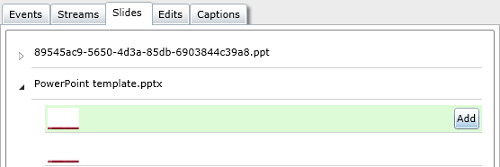 Events Streams Slides Edits Captions
89545ac9-5650-4d3a-85db-6903844c39a8.ppt
PowerPoint template.pptx
Add